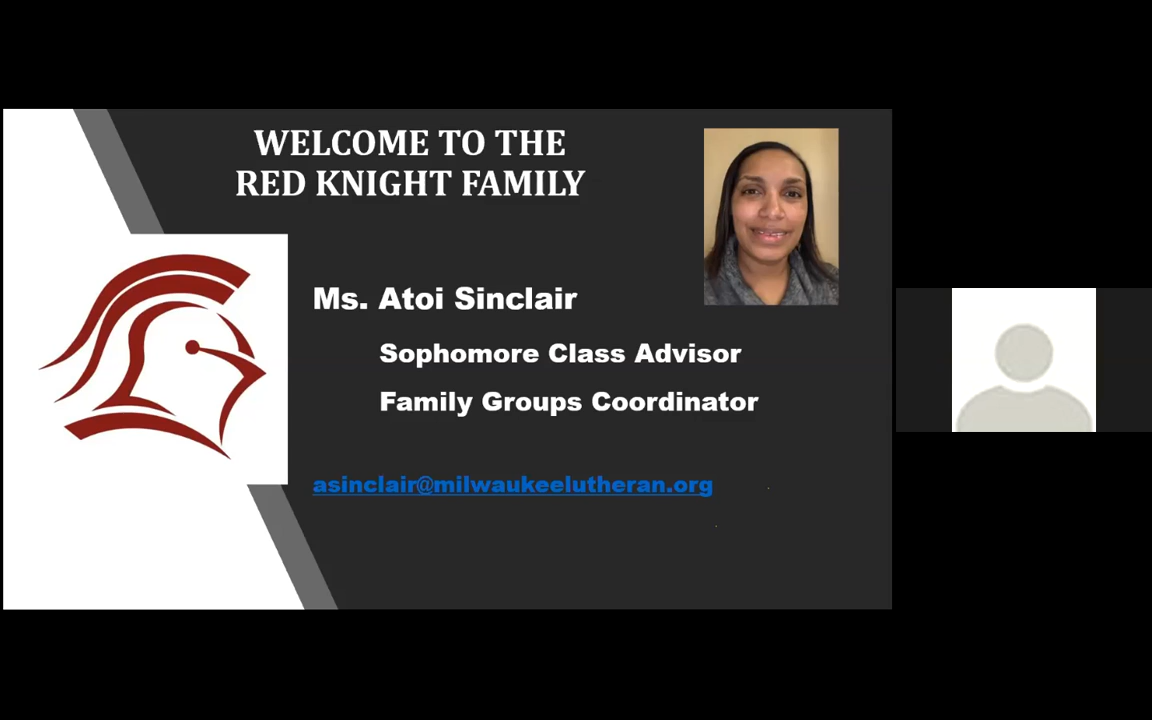 WELCOME TO THE
RED KNIGHT FAMILY
Ms. Atoi Sinclair
Sophomore Class Advisor
Family Groups Coordinator
asinclair@milwaukeelutheran.org